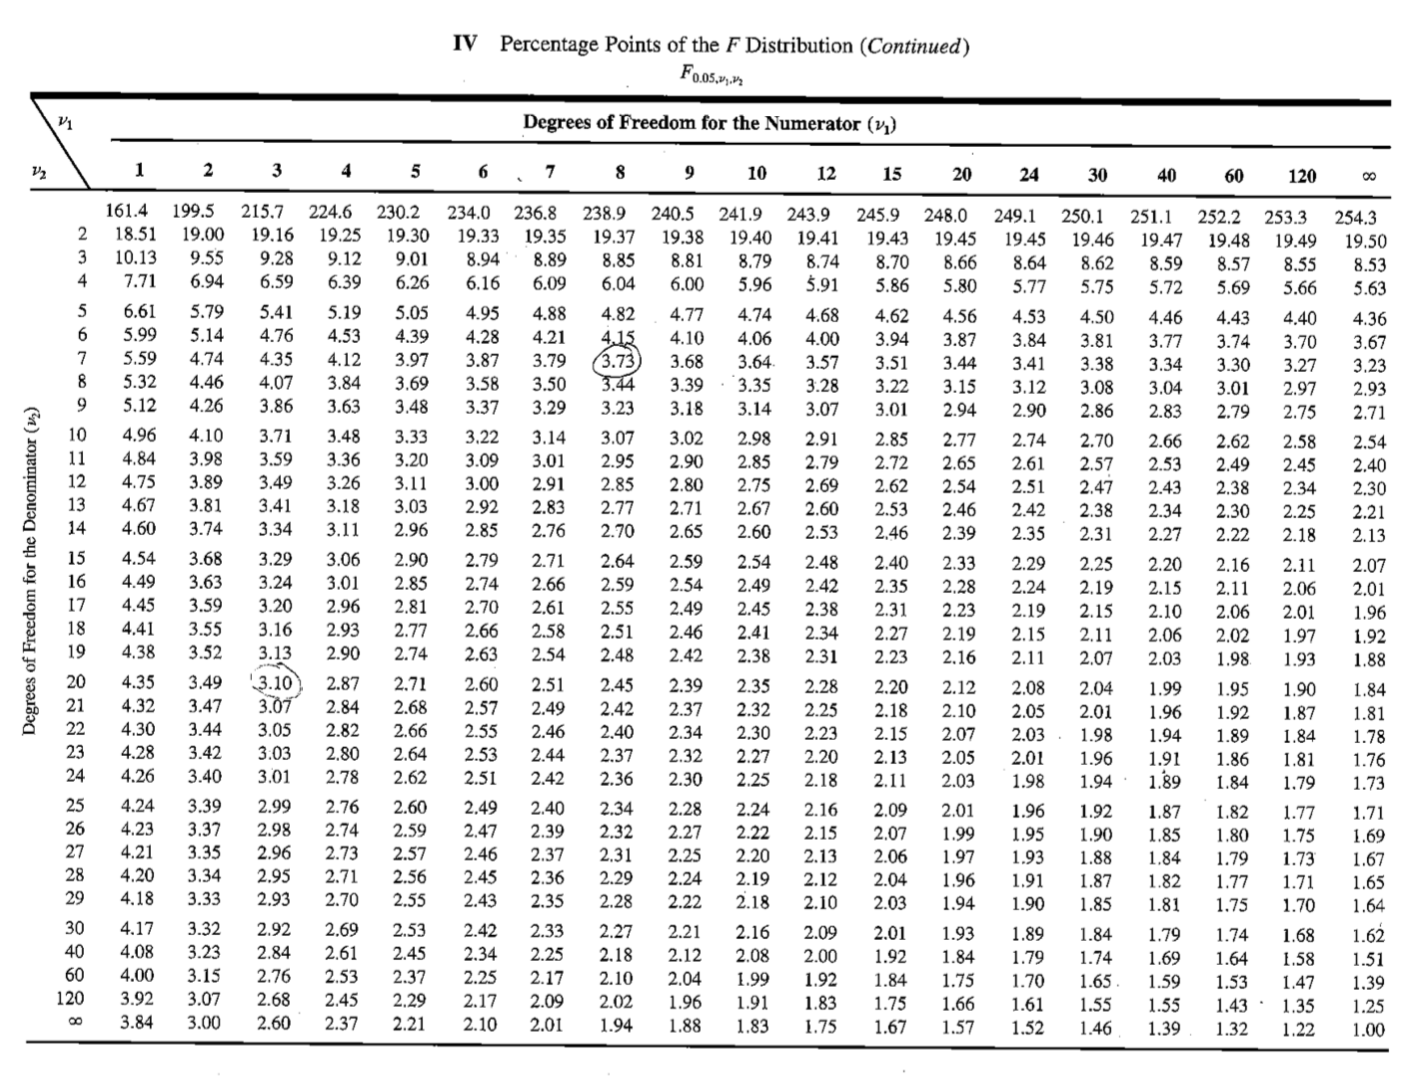 IV Percentage Points of the F Distribution (Continued)
F0.05,ν1,ν2
ν1 Degrees of Freedom for the Numerator (ν1)
ν2 1 2 3 4 5 6 7 8 9 10 12 15 20 24 30 40 60 120 ∞
161.4 199.5 215.7 224.6 230.2 234.0 236.8 238.9 240.5 241.9 243.9 245.9 248.0 249.1 250.1 251.1 252.2 253.3 254.3
2 18.51 19.00 19.16 19.25 19.30 19.33 19.35 19.37 19.38 19.40 19.41 19.43 19.45 19.45 19.46 19.47 19.48 19.49 19.50
3 10.13 9.55 9.28 9.12 9.01 8.94 8.89 8.85 8.81 8.79 8.74 8.70 8.66 8.64 8.62 8.59 8.57 8.55 8.53
4 7.71 6.94 6.59 6.39 6.26 6.16 6.09 6.04 6.00 5.96 5.91 5.86 5.80 5.77 5.75 5.72 5.69 5.66 5.63
5 6.61 5.79 5.41 5.19 5.05 4.95 4.88 4.82 4.77 4.74 4.68 4.62 4.56 4.53 4.50 4.46 4.43 4.40 4.36
6 5.99 5.14 4.76 4.53 4.39 4.28 4.21 4.15 4.10 4.06 4.00 3.94 3.87 3.84 3.81 3.77 3.74 3.70 3.67
7 5.59 4.74 4.35 4.12 3.97 3.87 3.79 3.73 3.68 3.64 3.57 3.51 3.44 3.41 3.38 3.34 3.30 3.27 3.23
8 5.32 4.46 4.07 3.84 3.69 3.58 3.50 3.44 3.39 3.35 3.28 3.22 3.15 3.12 3.08 3.04 3.01 2.97 2.93
9 5.12 4.26 3.86 3.63 3.48 3.37 3.29 3.23 3.18 3.14 3.07 3.01 2.94 2.90 2.86 2.83 2.79 2.75 2.71
10 4.96 4.10 3.71 3.48 3.33 3.22 3.14 3.07 3.02 2.98 2.91 2.85 2.77 2.74 2.70 2.66 2.62 2.58 2.54
11 4.84 3.98 3.59 3.36 3.20 3.09 3.01 2.95 2.90 2.85 2.79 2.72 2.65 2.61 2.57 2.53 2.49 2.45 2.40
12 4.75 3.89 3.49 3.26 3.11 3.00 2.91 2.85 2.80 2.75 2.69 2.62 2.54 2.51 2.47 2.43 2.38 2.34 2.30
13 4.67 3.81 3.41 3.18 3.03 2.92 2.83 2.77 2.71 2.67 2.60 2.53 2.46 2.42 2.38 2.34 2.30 2.25 2.21
14 4.60 3.74 3.34 3.11 2.96 2.85 2.76 2.70 2.65 2.60 2.53 2.46 2.39 2.35 2.31 2.27 2.22 2.18 2.13
15 4.54 3.68 3.29 3.06 2.90 2.79 2.71 2.64 2.59 2.54 2.48 2.40 2.33 2.29 2.25 2.20 2.16 2.11 2.07
16 4.49 3.63 3.24 3.01 2.85 2.74 2.66 2.59 2.54 2.49 2.42 2.35 2.28 2.24 2.19 2.15 2.11 2.06 2.01
17 4.45 3.59 3.20 2.96 2.81 2.70 2.61 2.55 2.49 2.45 2.38 2.31 2.23 2.19 2.15 2.10 2.06 2.01 1.96
18 4.41 3.55 3.16 2.93 2.77 2.66 2.58 2.51 2.46 2.41 2.34 2.27 2.19 2.15 2.11 2.06 2.02 1.97 1.92
19 4.38 3.52 3.13 2.90 2.74 2.63 2.54 2.48 2.42 2.38 2.31 2.23 2.16 2.11 2.07 2.03 1.98 1.93 1.88
20 4.35 3.49 3.10 2.87 2.71 2.60 2.51 2.45 2.39 2.35 2.28 2.20 2.12 2.08 2.04 1.99 1.95 1.90 1.84
21 4.32 3.47 3.07 2.84 2.68 2.57 2.49 2.42 2.37 2.32 2.25 2.18 2.10 2.05 2.01 1.96 1.92 1.87 1.81
22 4.30 3.44 3.05 2.82 2.66 2.55 2.46 2.40 2.34 2.30 2.23 2.15 2.07 2.03 1.98 1.94 1.89 1.84 1.78
23 4.28 3.42 3.03 2.80 2.64 2.53 2.44 2.37 2.32 2.27 2.20 2.13 2.05 2.01 1.96 1.91 1.86 1.81 1.76
24 4.26 3.40 3.01 2.78 2.62 2.51 2.42 2.36 2.30 2.25 2.18 2.11 2.03 1.98 1.94 1.89 1.84 1.79 1.73
25 4.24 3.39 2.99 2.76 2.60 2.49 2.40 2.34 2.28 2.24 2.16 2.09 2.01 1.96 1.92 1.87 1.82 1.77 1.71
26 4.23 3.37 2.98 2.74 2.59 2.47 2.39 2.32 2.27 2.22 2.15 2.07 1.99 1.95 1.90 1.85 1.80 1.75 1.69
27 4.21 3.35 2.96 2.73 2.57 2.46 2.37 2.31 2.25 2.20 2.13 2.06 1.97 1.93 1.88 1.84 1.79 1.73 1.67
28 4.20 3.34 2.95 2.71 2.56 2.45 2.36 2.29 2.24 2.19 2.12 2.04 1.96 1.91 1.87 1.82 1.77 1.71 1.65
29 4.18 3.33 2.93 2.70 2.55 2.43 2.35 2.28 2.22 2.18 2.10 2.03 1.94 1.90 1.85 1.81 1.75 1.70 1.64
30 4.17 3.32 2.92 2.69 2.53 2.42 2.33 2.27 2.21 2.16 2.09 2.01 1.93 1.89 1.84 1.79 1.74 1.68 1.62
40 4.08 3.23 2.84 2.61 2.45 2.34 2.25 2.18 2.12 2.08 2.00 1.92 1.84 1.79 1.74 1.69 1.64 1.58 1.51
60 4.00 3.15 2.76 2.53 2.37 2.25 2.17 2.10 2.04 1.99 1.92 1.84 1.75 1.70 1.65 1.59 1.53 1.47 1.39
120 3.92 3.07 2.68 2.45 2.29 2.17 2.09 2.02 1.96 1.91 1.83 1.75 1.66 1.61 1.55 1.55 1.43 1.35 1.25
∞ 3.84 3.00 2.60 2.37 2.21 2.10 2.01 1.94 1.88 1.83 1.75 1.67 1.57 1.52 1.46 1.39 1.32 1.22 1.00
Degrees of Freedom for the Denominator (ν2)